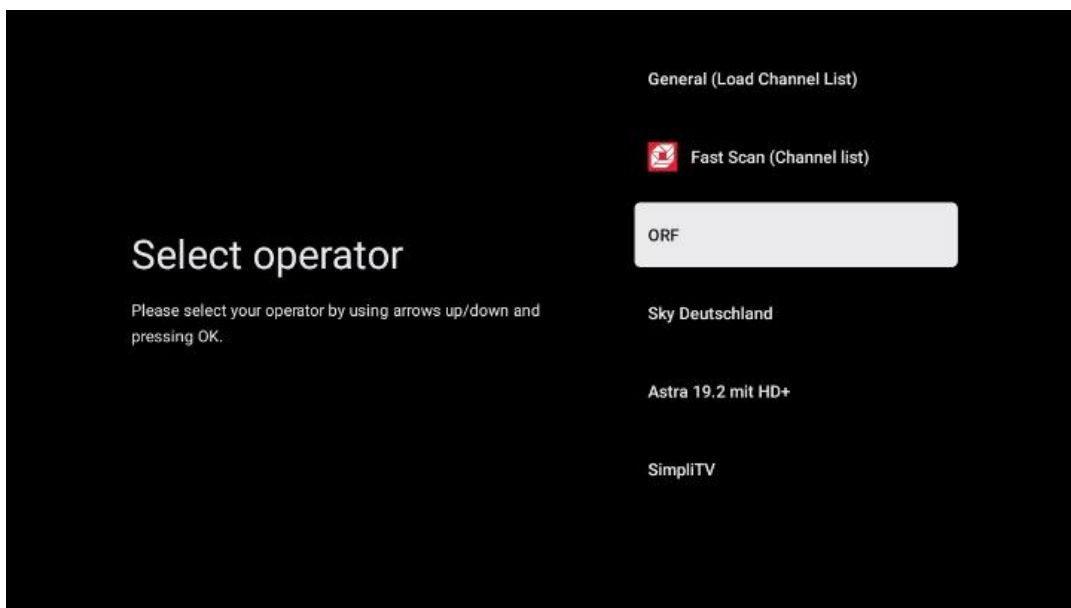 Select operator
Please select your operator by using arrows up/down and
pressing OK.
General (Load Channel List)
Fast Scan (Channel list)
ORF
Sky Deutschland
Astra 19.2 mit HD+
SimpliTV